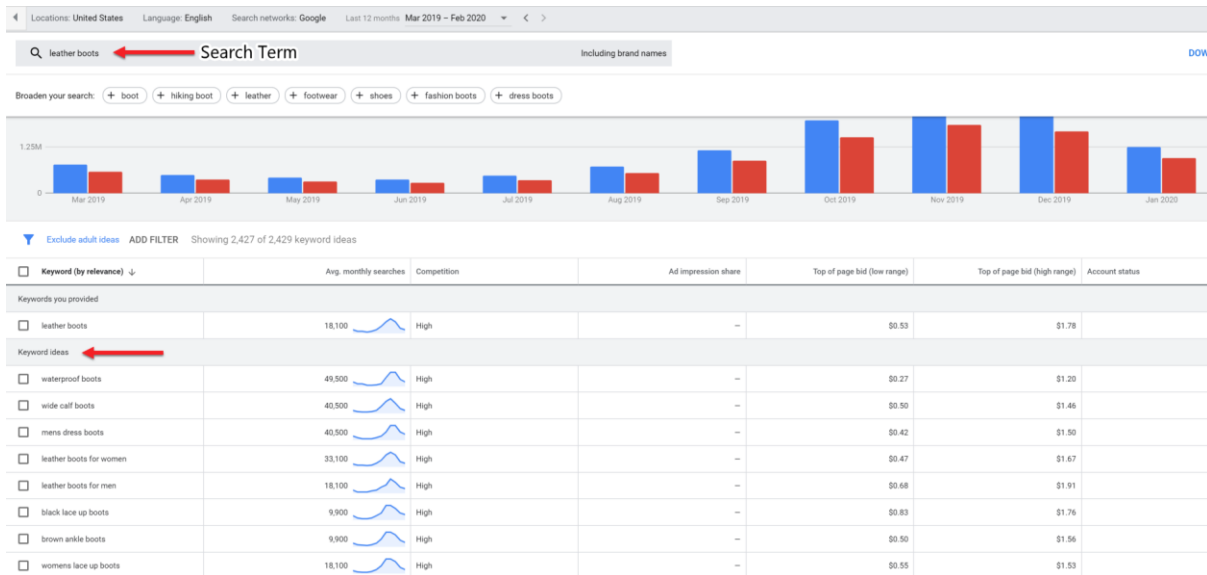 Locations: United States Language: English Search networks: Google Last 12 months Mar 2019 – Feb 2020
leather boots Search Term Including brand names DOW
Broaden your search: + boot + hiking boot + leather + footwear + shoes + fashion boots + dress boots
1.25M
0
Mar 2019 Apr 2019 May 2019 Jun 2019 Jul 2019 Aug 2019 Sep 2019 Oct 2019 Nov 2019 Dec 2019 Jan 2020
Exclude adult ideas ADD FILTER Showing 2,427 of 2,429 keyword ideas
Keyword (by relevance) ↓ Avg. monthly searches Competition Ad impression share Top of page bid (low range) Top of page bid (high range) Account status
Keywords you provided
leather boots 18,100 High – $0.53 $1.78
Keyword ideas
waterproof boots 49,500 High – $0.27 $1.20
wide calf boots 40,500 High – $0.50 $1.46
mens dress boots 40,500 High – $0.42 $1.50
leather boots for women 33,100 High – $0.47 $1.67
leather boots for men 18,100 High – $0.68 $1.91
black lace up boots 9,900 High – $0.83 $1.76
brown ankle boots 9,900 High – $0.50 $1.56
womens lace up boots 18,100 High – $0.55 $1.53